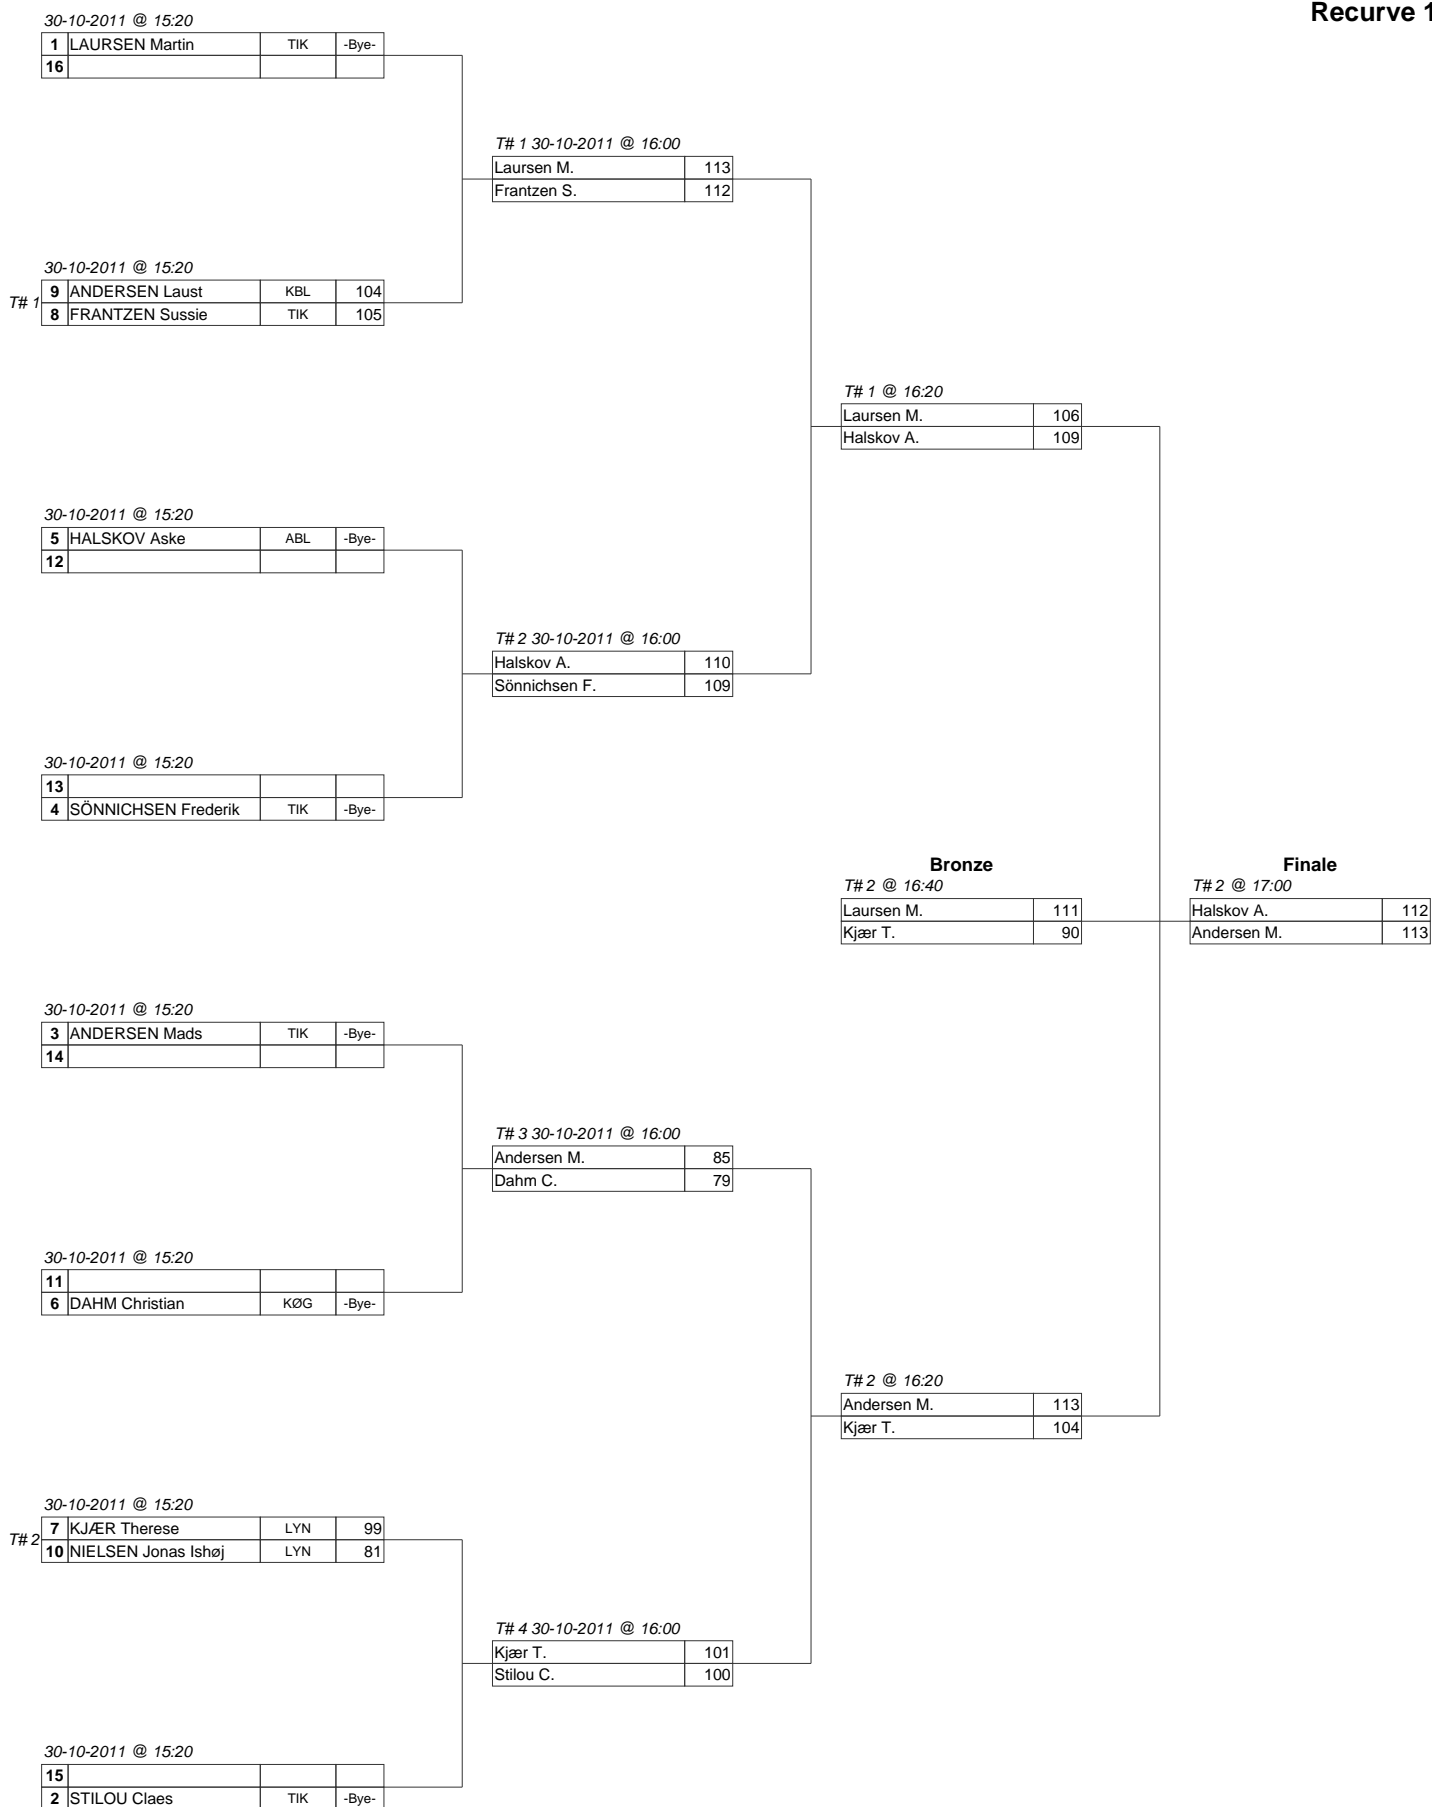 Recurve 1
30-10-2011 @ 15:20
1 LAURSEN Martin TIK -Bye-
16
T# 1 30-10-2011 @ 16:00
Laursen M. 113
Frantzen S. 112
30-10-2011 @ 15:20
T# 1
9 ANDERSEN Laust KBL 104
8 FRANTZEN Sussie TIK 105
T# 1 @ 16:20
Laursen M. 106
Halskov A. 109
30-10-2011 @ 15:20
5 HALSKOV Aske ABL -Bye-
12
T# 2 30-10-2011 @ 16:00
Halskov A. 110
Sönnichsen F. 109
30-10-2011 @ 15:20
13
4 SÖNNICHSEN Frederik TIK -Bye-
Bronze
T# 2 @ 16:40
Laursen M. 111
Kjær T. 90
Finale
T# 2 @ 17:00
Halskov A. 112
Andersen M. 113
30-10-2011 @ 15:20
3 ANDERSEN Mads TIK -Bye-
14
T# 3 30-10-2011 @ 16:00
Andersen M. 85
Dahm C. 79
30-10-2011 @ 15:20
11
6 DAHM Christian KØG -Bye-
T# 2 @ 16:20
Andersen M. 113
Kjær T. 104
30-10-2011 @ 15:20
T# 2
7 KJÆR Therese LYN 99
10 NIELSEN Jonas Ishøj LYN 81
T# 4 30-10-2011 @ 16:00
Kjær T. 101
Stilou C. 100
30-10-2011 @ 15:20
15
2 STILOU Claes TIK -Bye-